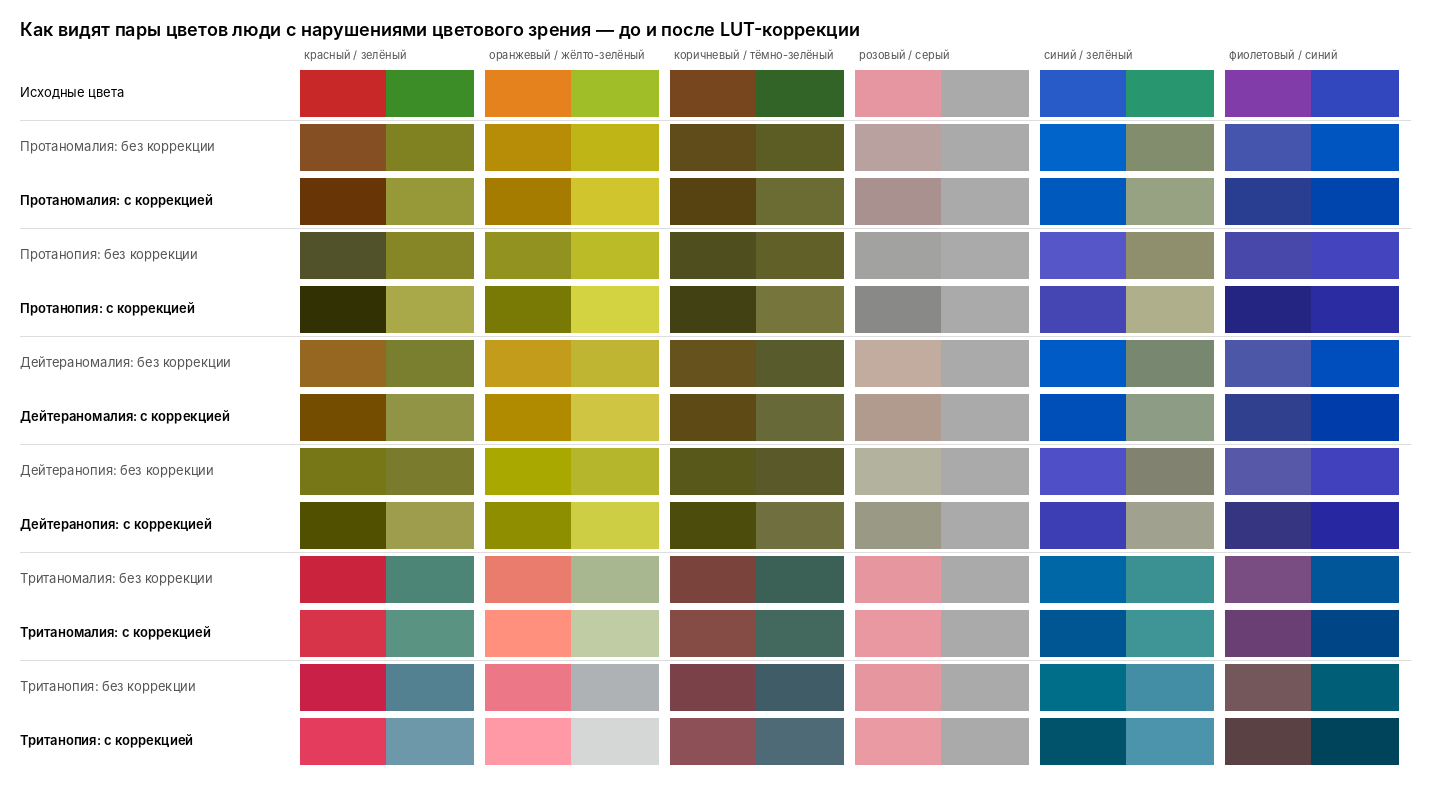 Как видят пары цветов люди с нарушениями цветового зрения — до и после LUT-коррекции
красный / зелёный
оранжевый / жёлто-зелёный
коричневый / тёмно-зелёный
розовый / серый
синий / зелёный
фиолетовый / синий
Исходные цвета
Протаномалия: без коррекции
Протаномалия: с коррекцией
Протанопия: без коррекции
Протанопия: с коррекцией
Дейтераномалия: без коррекции
Дейтераномалия: с коррекцией
Дейтеранопия: без коррекции
Дейтеранопия: с коррекцией
Тританомалия: без коррекции
Тританомалия: с коррекцией
Тританопия: без коррекции
Тританопия: с коррекцией